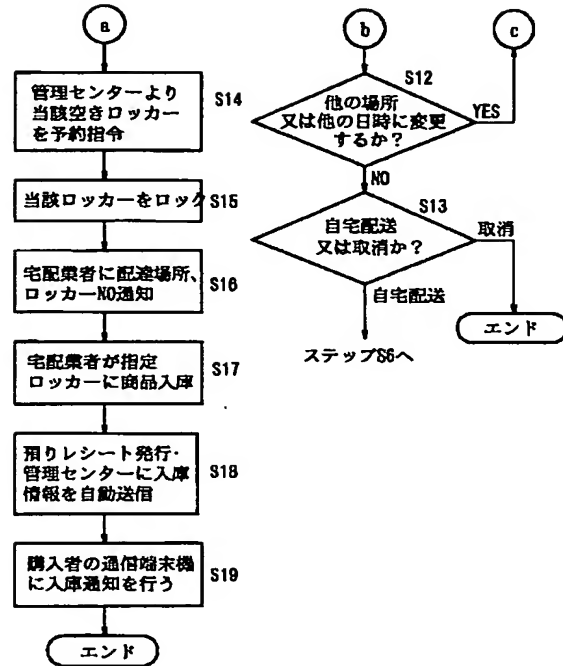 a
管理センターより
当該空きロッカー
を予約指令
S14
当該ロッカーをロック
S15
宅配業者に配達場所、
ロッカーNO通知
S16
宅配業者が指定
ロッカーに商品入庫
S17
預りレシート発行・
管理センターに入庫
情報を自動送信
S18
購入者の通信端末機
に入庫通知を行う
S19
エンド
b
S12
他の場所
又は他の日時に変更
するか？
YES
c
NO
S13
自宅配送
又は取消か？
取消
エンド
自宅配送
ステップS6へ